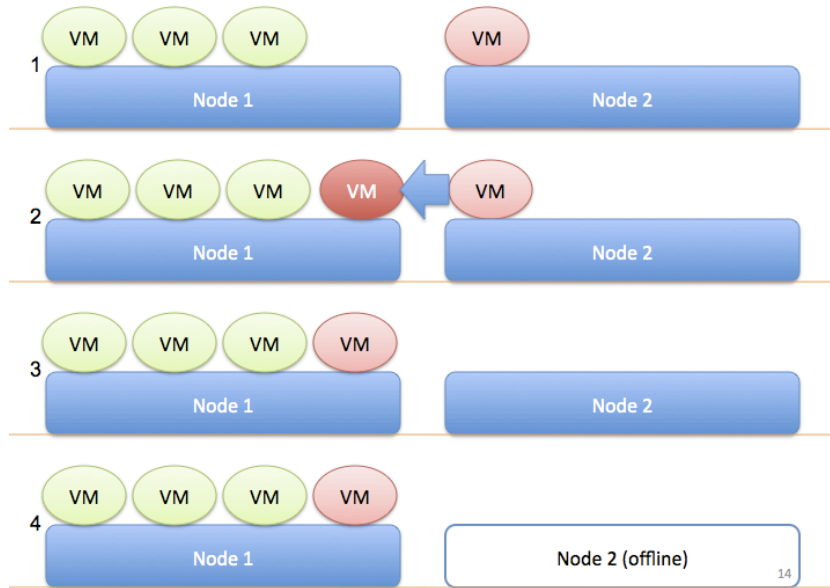 VM VM VM VM
1
Node 1 Node 2
VM VM VM VM VM
2
Node 1 Node 2
VM VM VM VM
3
Node 1 Node 2
VM VM VM VM
4
Node 1 Node 2 (offline)
14